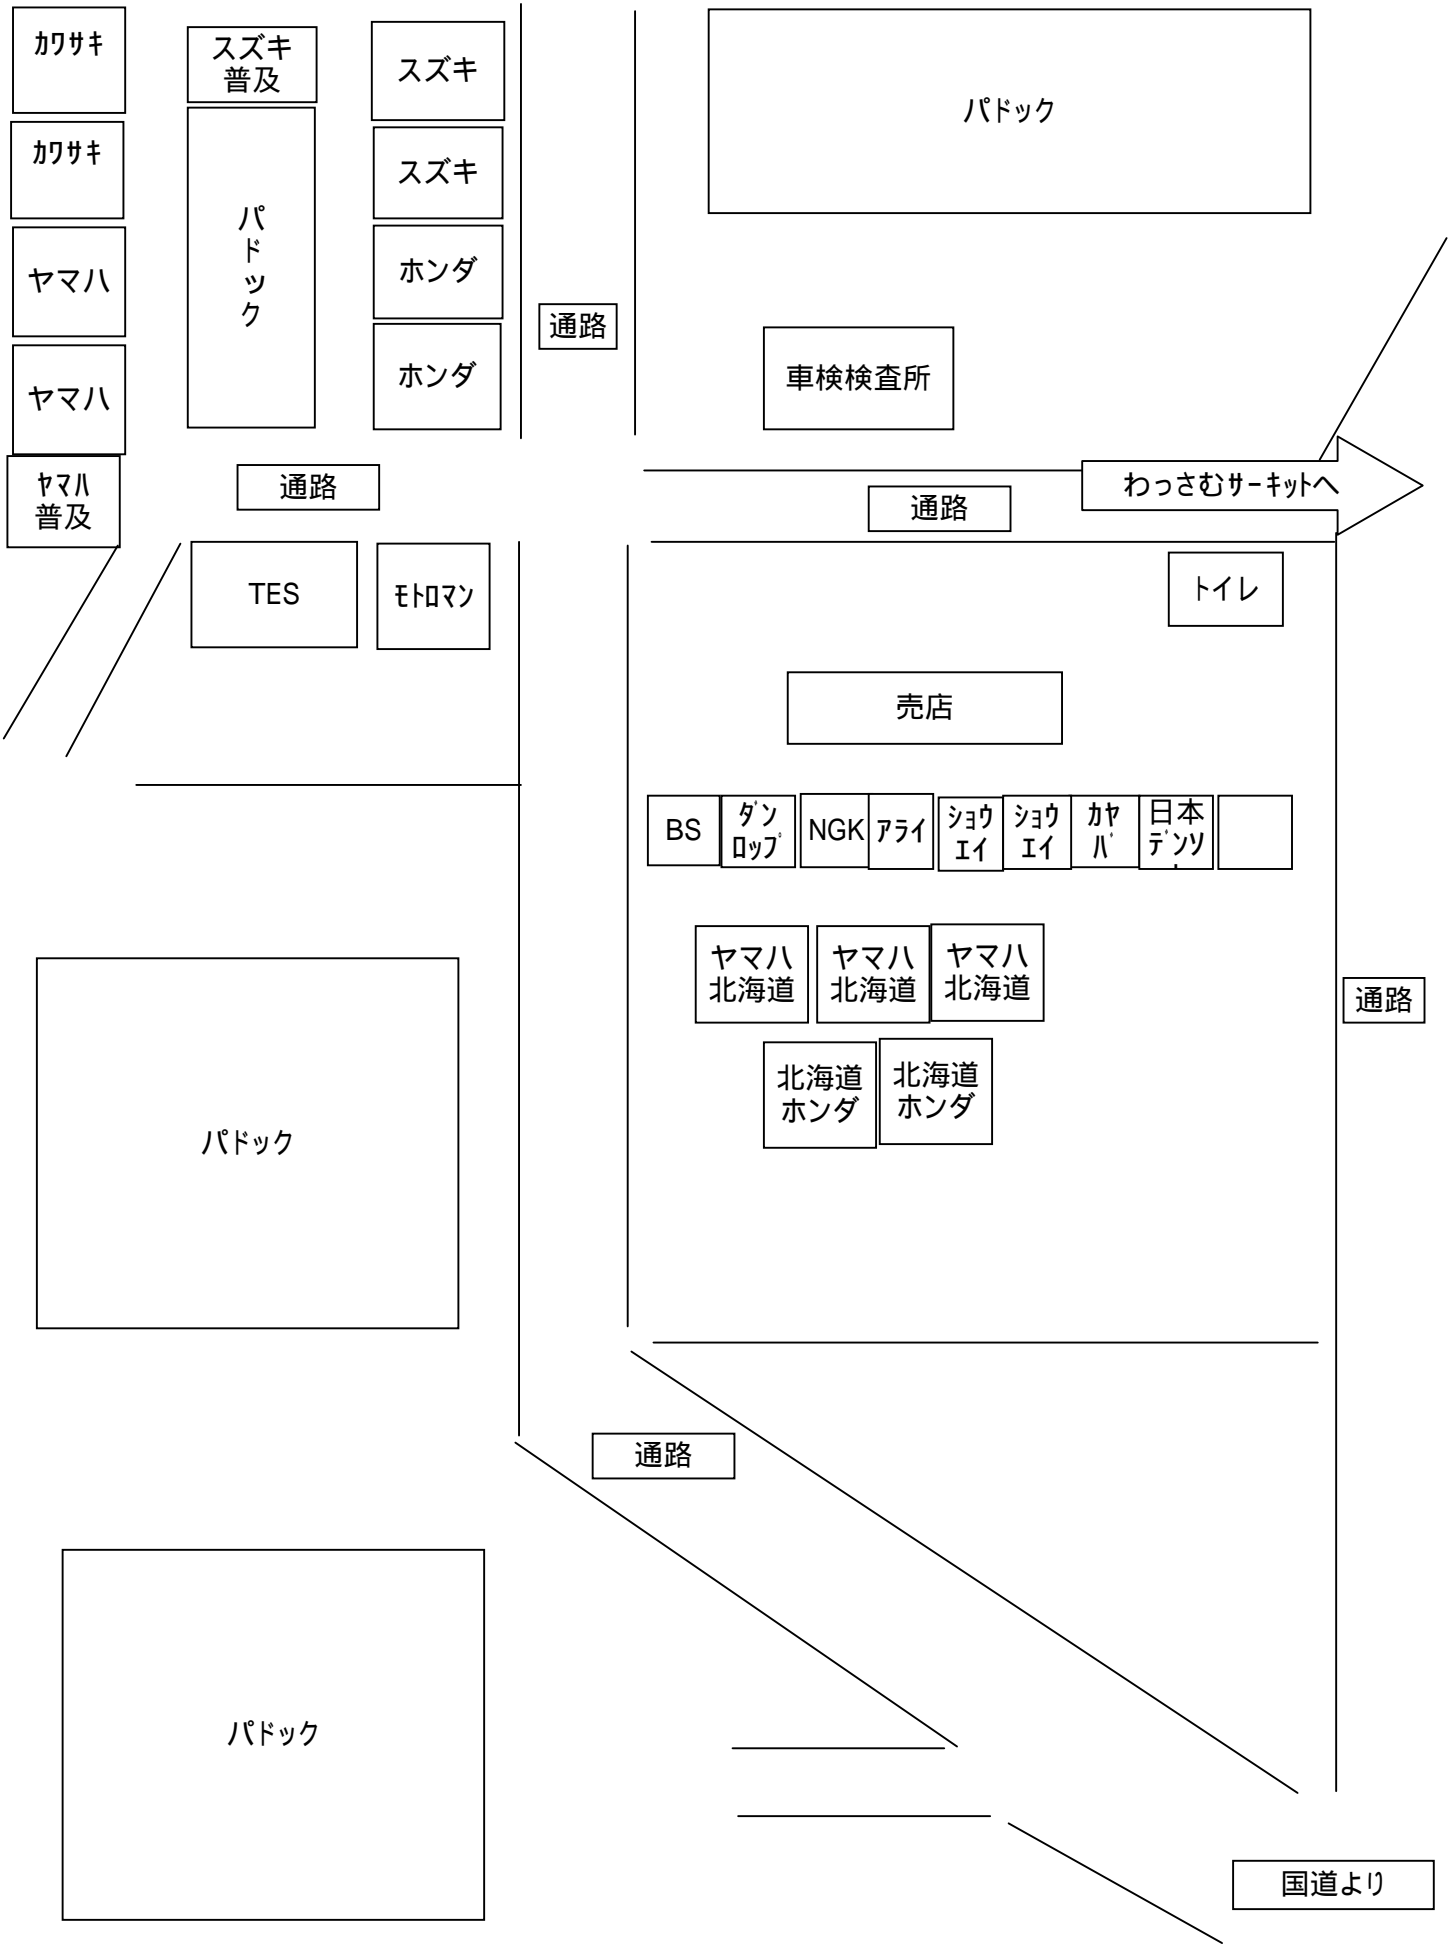 ｶﾜｻｷ
スズキ
普及
スズキ
パドック
ｶﾜｻｷ
パドック
スズキ
ヤマハ
ホンダ
通路
ヤマハ
ホンダ
車検検査所
ﾔﾏﾊ
普及
通路
通路
わっさむｻｰｷｯﾄへ
TES
ﾓﾄﾛﾏﾝ
トイレ
売店
BS
ﾀﾞﾝ
ﾛｯﾌﾟ
NGK
ｱﾗｲ
ｼｮｳ
ｴｲ
ｼｮｳ
ｴｲ
ｶﾔ
ﾊﾞ
日本
ﾃﾞﾝｿ
ヤマハ
北海道
ヤマハ
北海道
ヤマハ
北海道
通路
北海道
ホンダ
北海道
ホンダ
パドック
通路
パドック
国道より